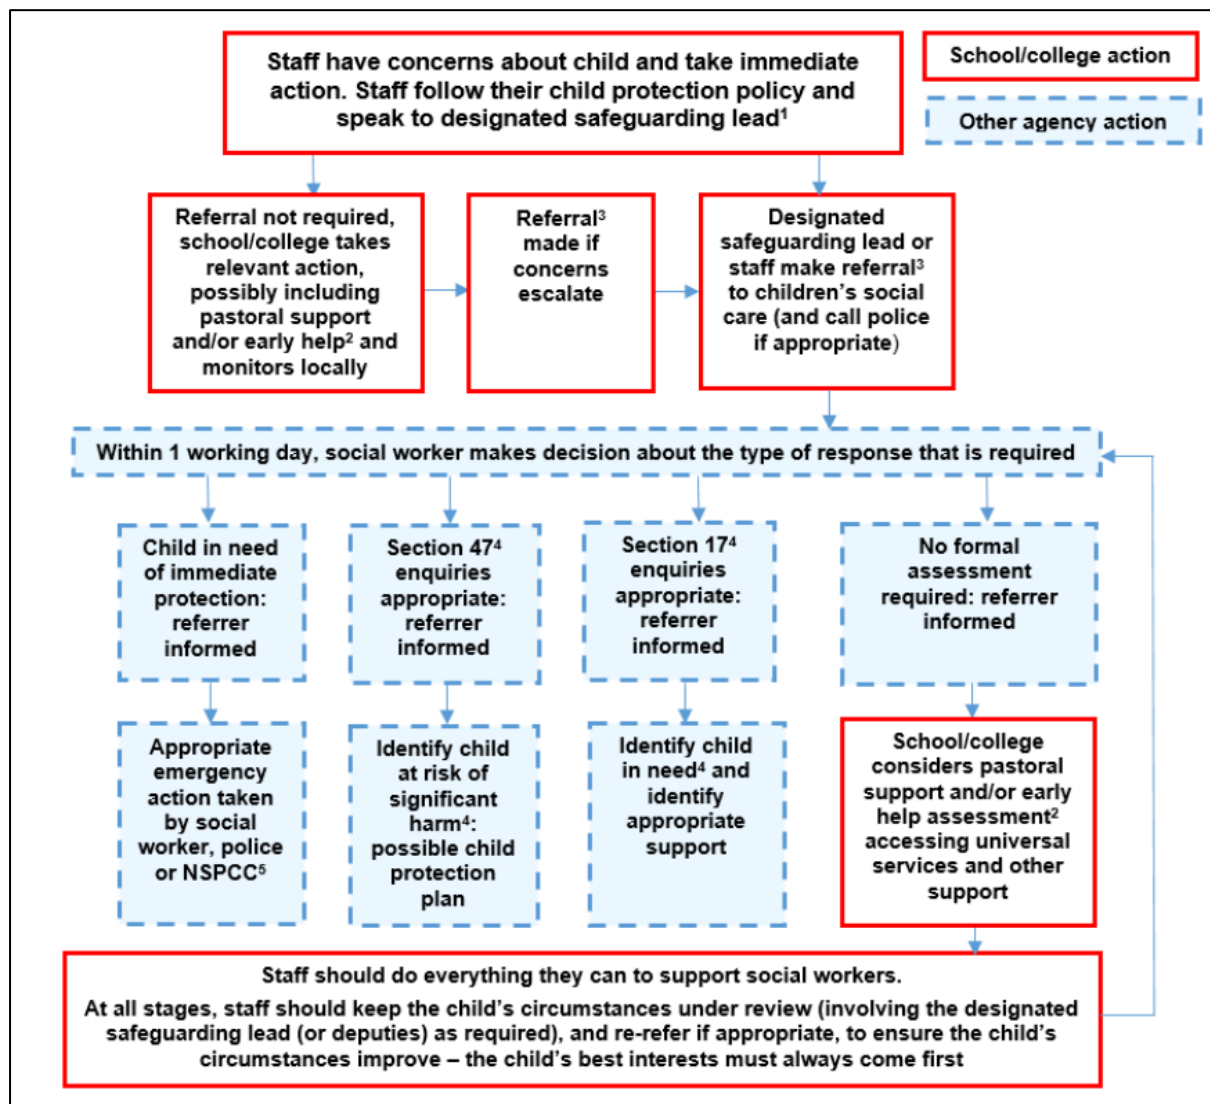 Staff have concerns about child and take immediate
action. Staff follow their child protection policy and
speak to designated safeguarding lead¹
School/college action
Other agency action
Referral not required,
school/college takes
relevant action,
possibly including
pastoral support
and/or early help² and
monitors locally
Referral³
made if
concerns
escalate
Designated
safeguarding lead or
staff make referral³
to children's social
care (and call police
if appropriate)
Within 1 working day, social worker makes decision about the type of response that is required
Child in need
of immediate
protection:
referrer
informed
Section 47⁴
enquiries
appropriate:
referrer
informed
Section 17⁴
enquiries
appropriate:
referrer
informed
No formal
assessment
required: referrer
informed
Appropriate
emergency
action taken
by social
worker, police
or NSPCC⁵
Identify child
at risk of
significant
harm⁴:
possible child
protection
plan
Identify child
in need⁴ and
identify
appropriate
support
School/college
considers pastoral
support and/or early
help assessment²
accessing universal
services and other
support
Staff should do everything they can to support social workers.
At all stages, staff should keep the child's circumstances under review (involving the designated
safeguarding lead (or deputies) as required), and re-refer if appropriate, to ensure the child's
circumstances improve – the child's best interests must always come first